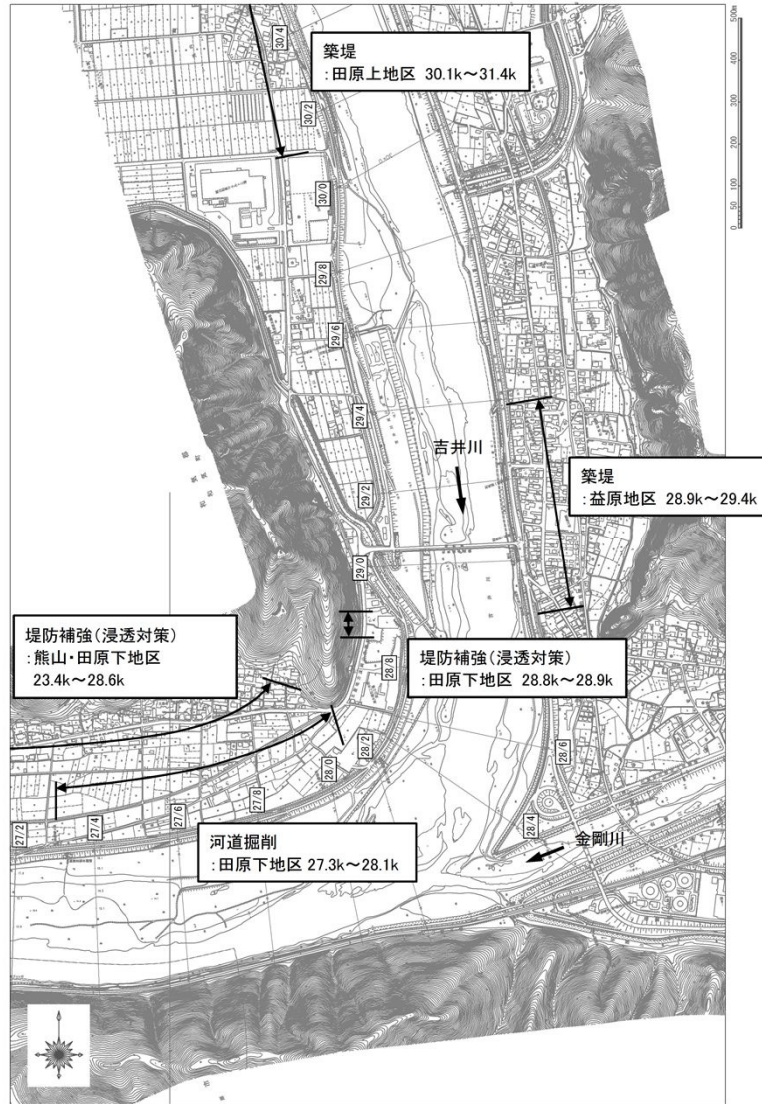 築堤
:田原上地区 30.1k～31.4k
500m
400
300
200
100
50
0
30/4
30/2
30/0
29/8
29/6
29/4
29/2
29/0
吉井川
築堤
:益原地区 28.9k～29.4k
堤防補強(浸透対策)
:熊山・田原下地区
23.4k～28.6k
堤防補強(浸透対策)
:田原下地区 28.8k～28.9k
28/8
28/6
28/4
28/2
28/0
27/8
27/6
27/4
27/2
河道掘削
:田原下地区 27.3k～28.1k
金剛川